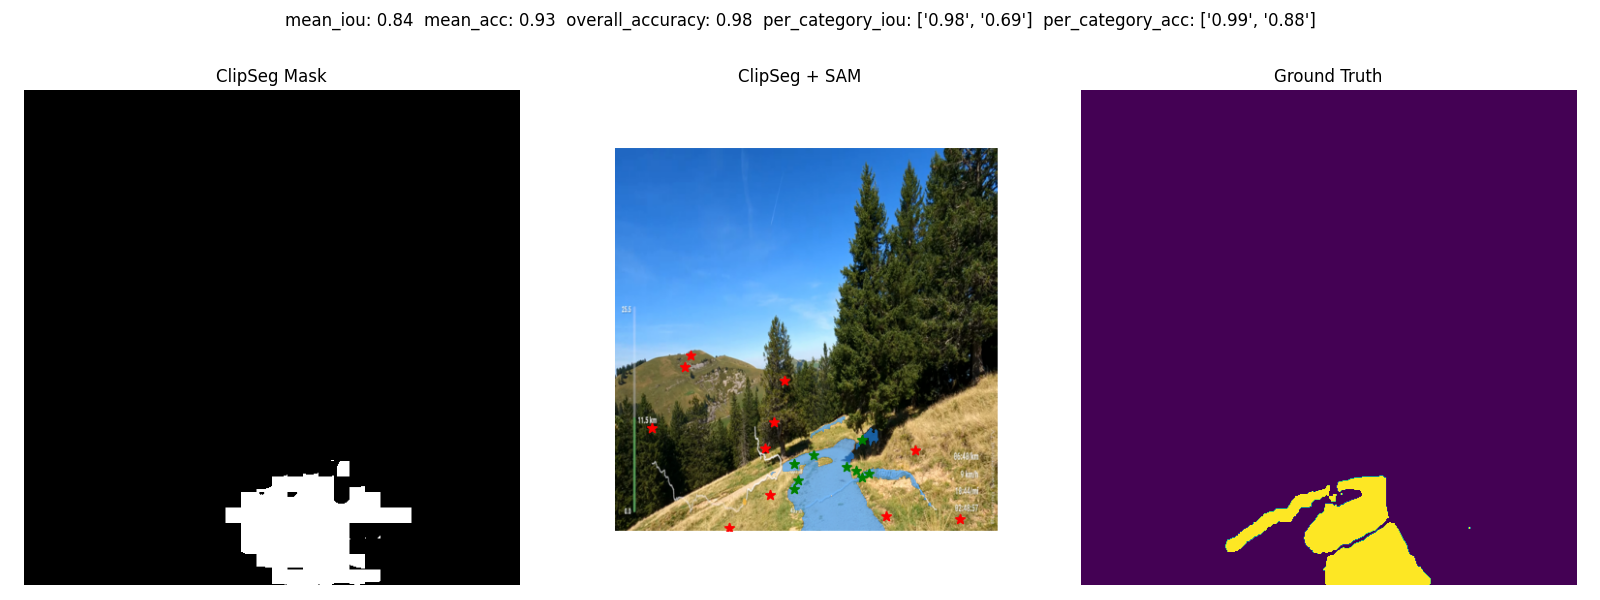 mean_iou: 0.84 mean_acc: 0.93 overall_accuracy: 0.98 per_category_iou: ['0.98', '0.69'] per_category_acc: ['0.99', '0.88']
ClipSeg Mask
ClipSeg + SAM
Ground Truth
11.5 km